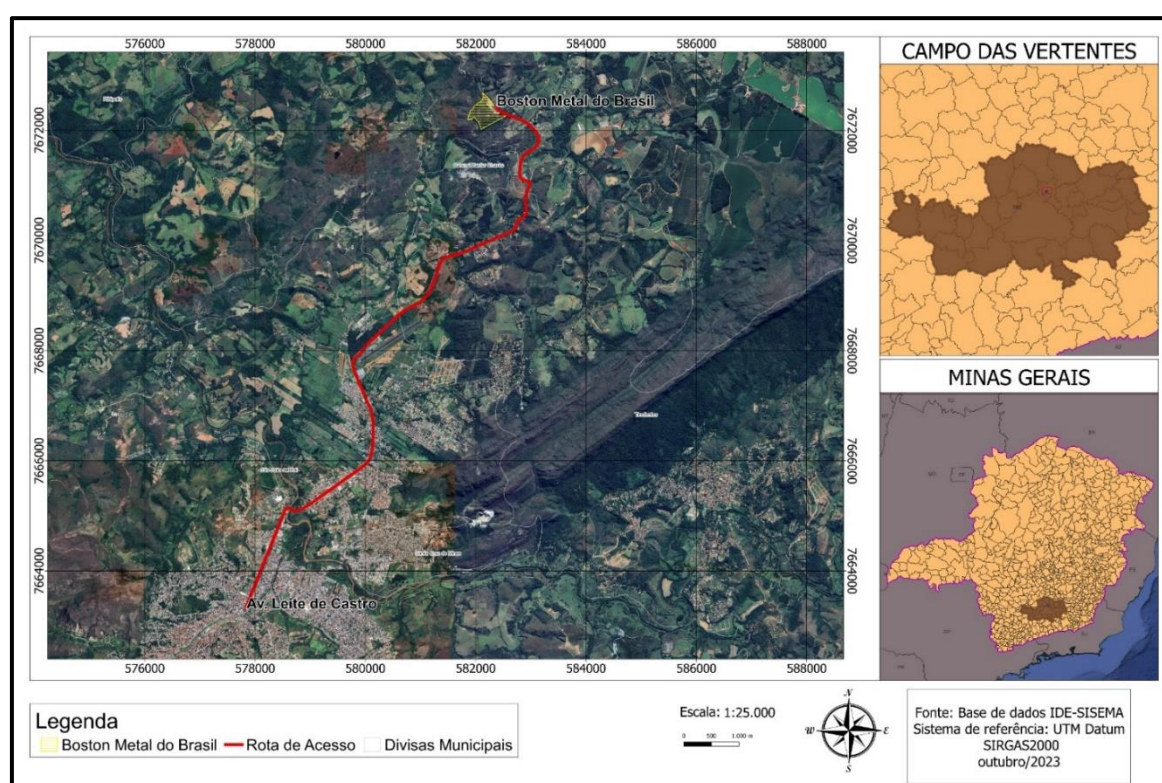 576000 578000 580000 582000 584000 586000 588000
CAMPO DAS VERTENTES
Boston Metal do Brasil
7672000 7672000
7670000 7670000
7668000 7668000
MINAS GERAIS
7666000 7666000
7664000 7664000
Av. Leite de Castro
576000 578000 580000 582000 584000 586000 588000
Legenda
Boston Metal do Brasil Rota de Acesso Divisas Municipais
Escala: 1:25.000
0 500 1.000 m
N
W E
S
Fonte: Base de dados IDE-SISEMA
Sistema de referência: UTM Datum
SIRGAS2000
outubro/2023